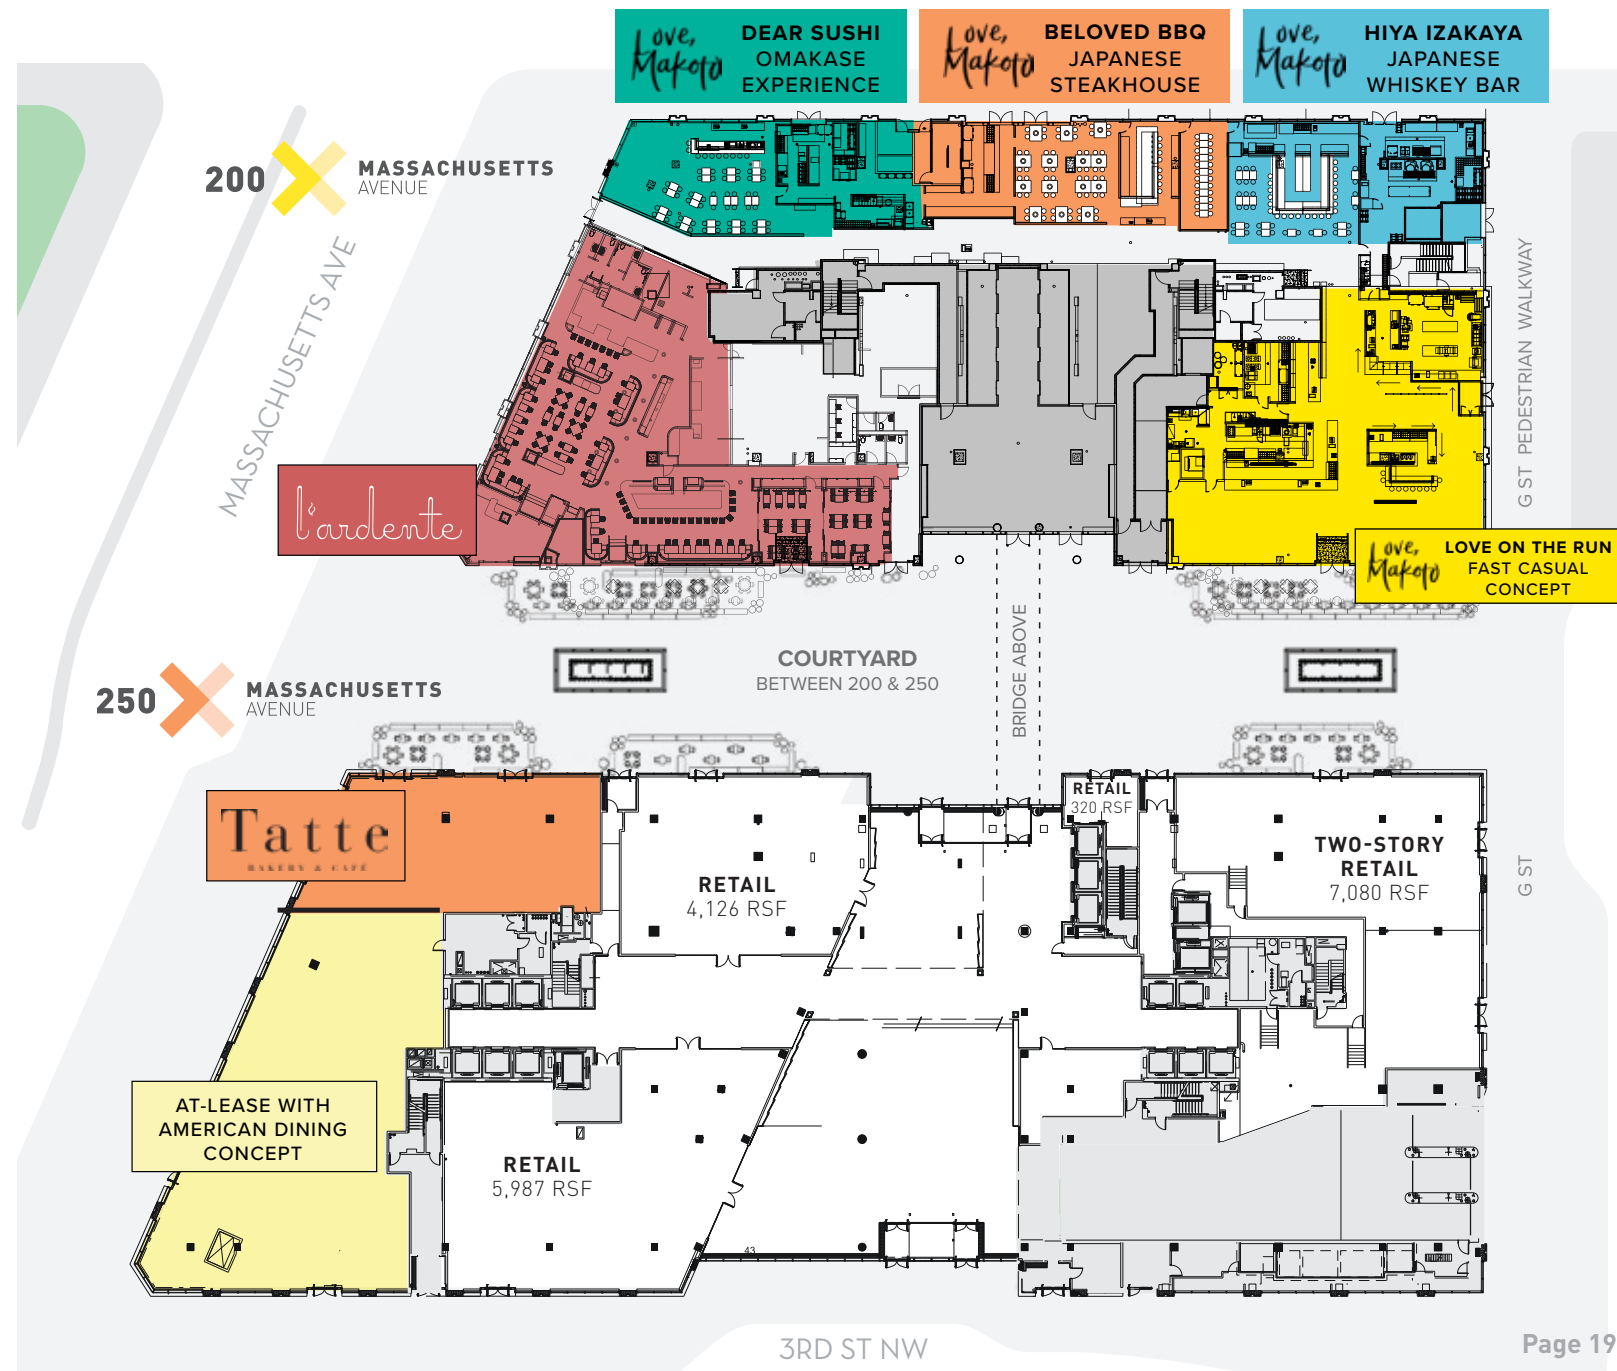 Love,
Makoto
DEAR SUSHI
OMAKASE
EXPERIENCE
Love,
Makoto
BELOVED BBQ
JAPANESE
STEAKHOUSE
Love,
Makoto
HIYA IZAKAYA
JAPANESE
WHISKEY BAR
200
MASSACHUSETTS
AVENUE
MASSACHUSETTS AVE
G ST PEDESTRIAN WALKWAY
l'ardente
Love,
Makoto
LOVE ON THE RUN
FAST CASUAL
CONCEPT
COURTYARD
BETWEEN 200 & 250
BRIDGE ABOVE
250
MASSACHUSETTS
AVENUE
Tatte
BAKERY & CAFÉ
RETAIL
4,126 RSF
RETAIL
320 RSF
TWO-STORY
RETAIL
7,080 RSF
G ST
AT-LEASE WITH
AMERICAN DINING
CONCEPT
RETAIL
5,987 RSF
43
3RD ST NW
Page 19